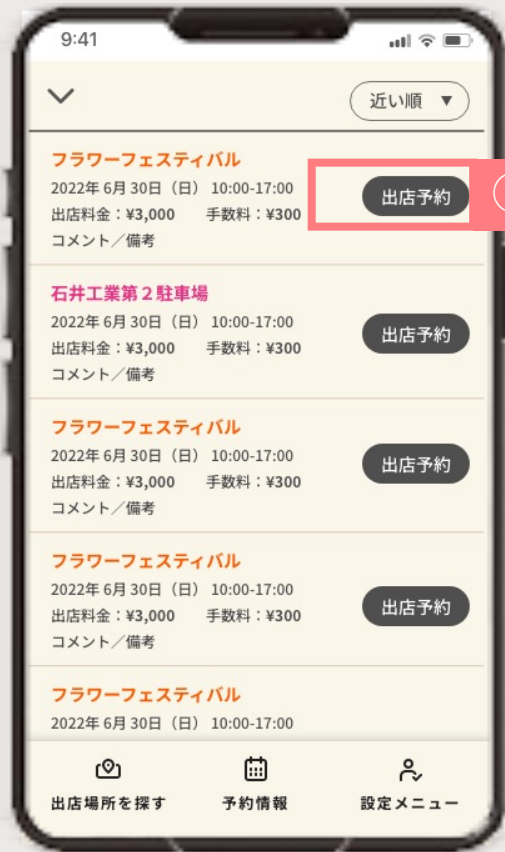 9:41
近い順 ▼
フラワーフェスティバル
2022年 6月 30日（日） 10:00-17:00
出店料金：¥3,000 手数料：¥300
コメント／備考
出店予約
石井工業第２駐車場
2022年 6月 30日（日） 10:00-17:00
出店料金：¥3,000 手数料：¥300
コメント／備考
出店予約
フラワーフェスティバル
2022年 6月 30日（日） 10:00-17:00
出店料金：¥3,000 手数料：¥300
コメント／備考
出店予約
フラワーフェスティバル
2022年 6月 30日（日） 10:00-17:00
出店料金：¥3,000 手数料：¥300
コメント／備考
出店予約
フラワーフェスティバル
2022年 6月 30日（日） 10:00-17:00
出店場所を探す 予約情報 設定メニュー